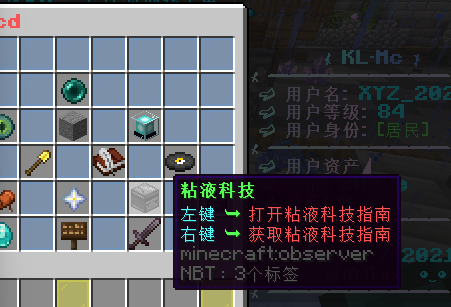 cd
KL-Mc
用户名: XYZ_202
用户等级: 84
用户身份: [居民]
用户资产
粘液科技
左键 ↪ 打开粘液科技指南
右键 ↪ 获取粘液科技指南
minecraft:observer
NBT: 3个标签
2021